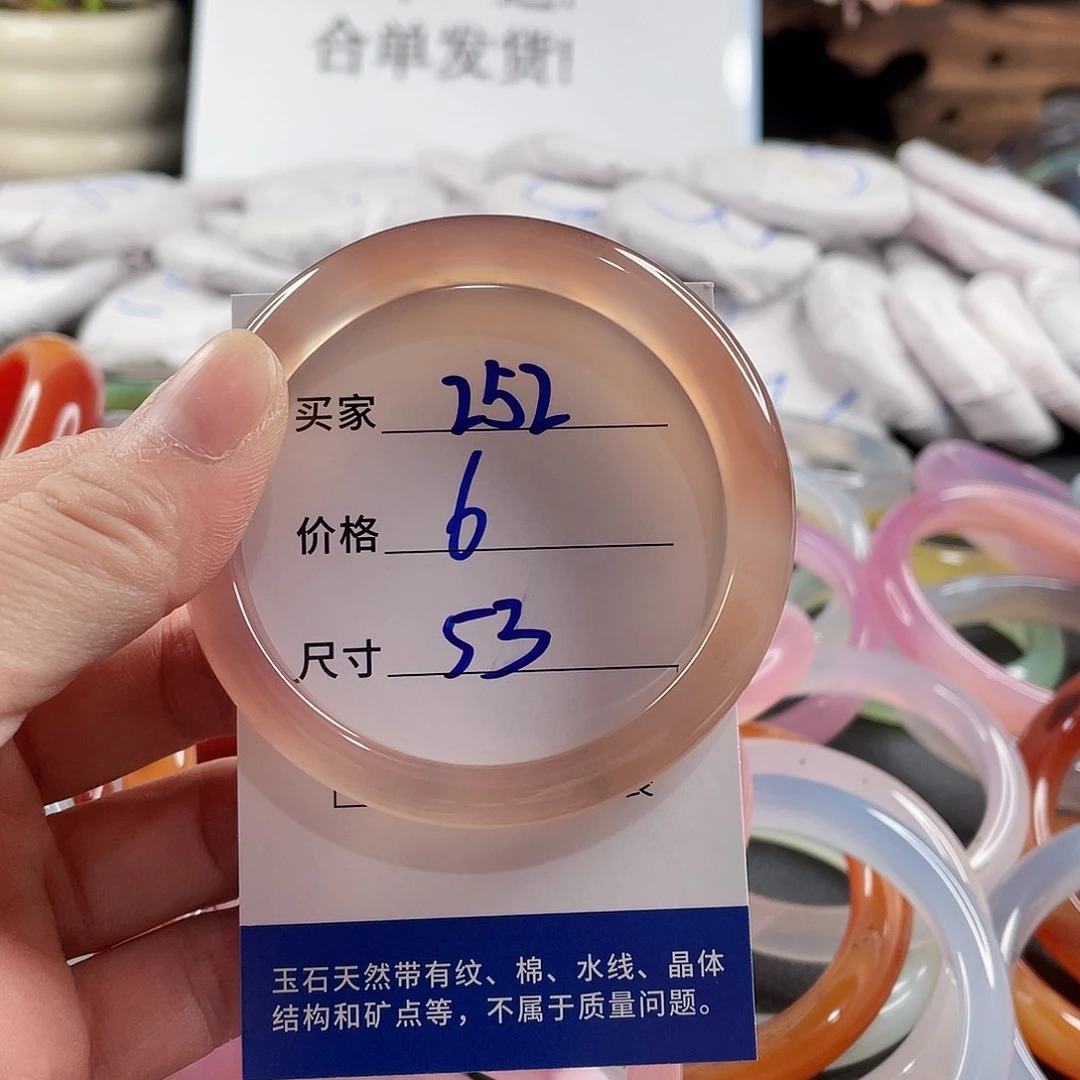 合单发货!
买家 252
价格 6
尺寸 53
玉石天然带有纹、棉、水线、晶体
结构和矿点等，不属于质量问题。